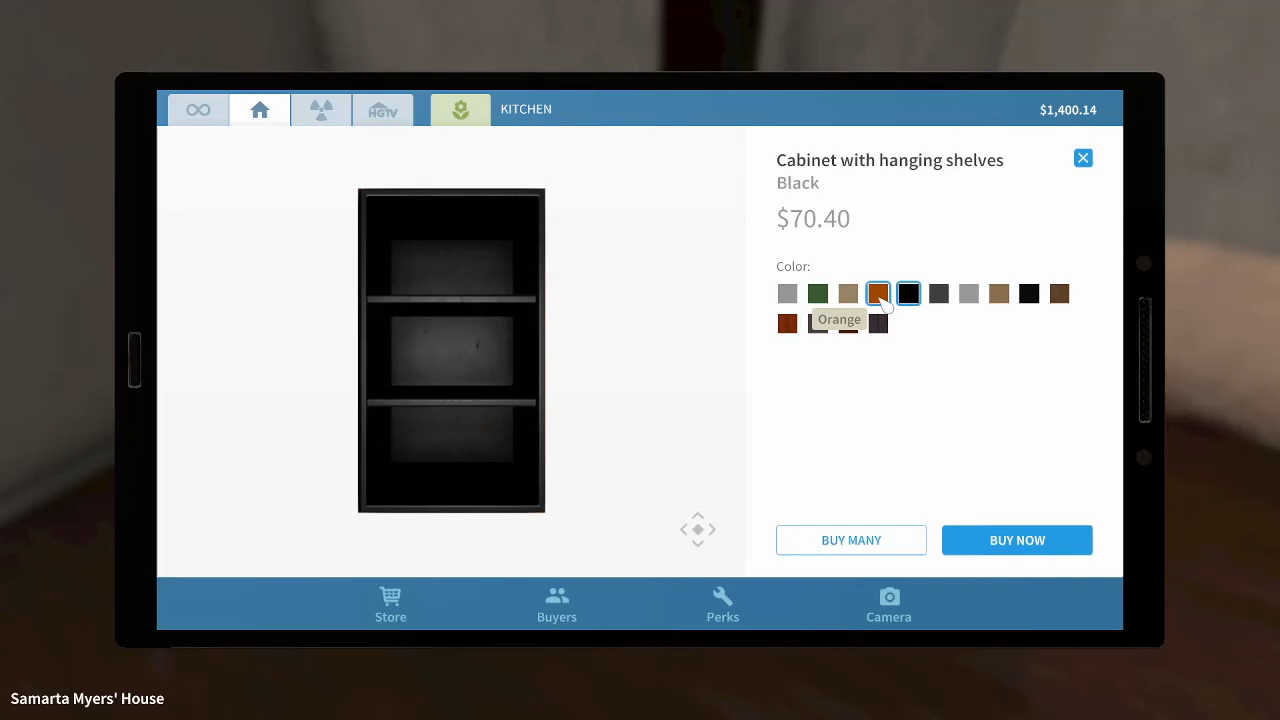 HGTV
KITCHEN
$1,400.14
Cabinet with hanging shelves
Black
$70.40
Color:
Orange
BUY MANY
BUY NOW
Store
Buyers
Perks
Camera
Samarta Myers' House